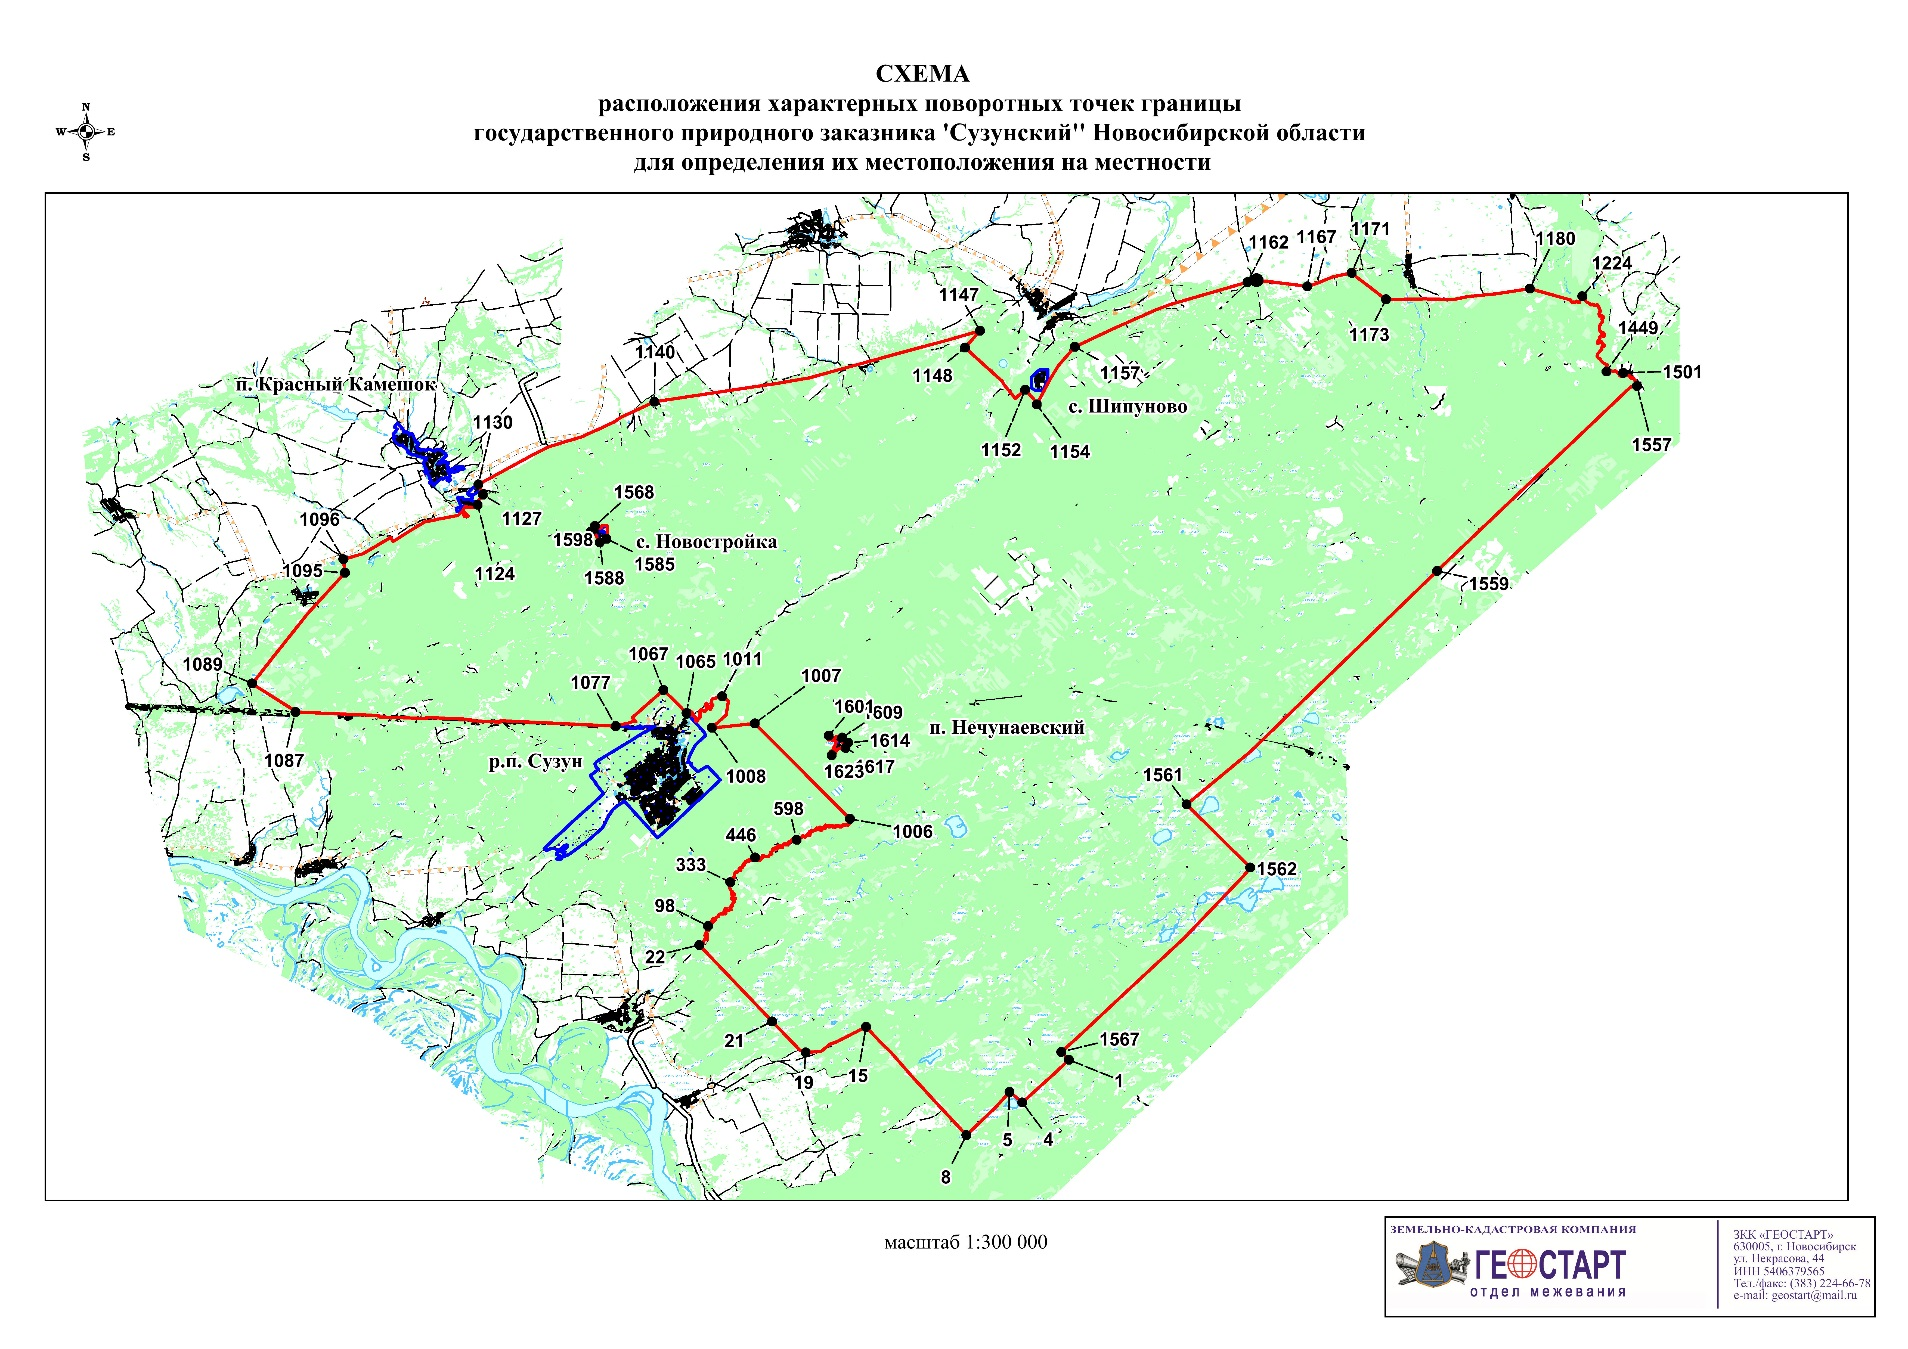 СХЕМА
расположения характерных поворотных точек границы
государственного природного заказника 'Сузунский" Новосибирской области
для определения их местоположения на местности
N
W E
S
1162
1167
1171
1180
1224
1147
1173
1449
1140
1148
1157
1501
п. Красный Камешок
с. Шипуново
1130
1152
1154
1557
1568
1096
1127
1598
с. Новостройка
1585
1095
1124
1588
1559
1067
1065
1011
1089
1077
1007
1601
1609
п. Нечунаевский
1614
1087
р.п. Сузун
1008
1623
1617
1561
598
1006
446
333
1562
98
22
21
1567
15
19
1
5
4
8
масштаб 1:300 000
ЗЕМЕЛЬНО-КАДАСТРОВАЯ КОМПАНИЯ
ГЕОСТАРТ
отдел межевания
ЗКК «ГЕОСТАРТ»
630005, г. Новосибирск
ул. Некрасова, 44
ИНН 5406379565
Тел./факс: (383) 224-66-78
e-mail: geostart@mail.ru